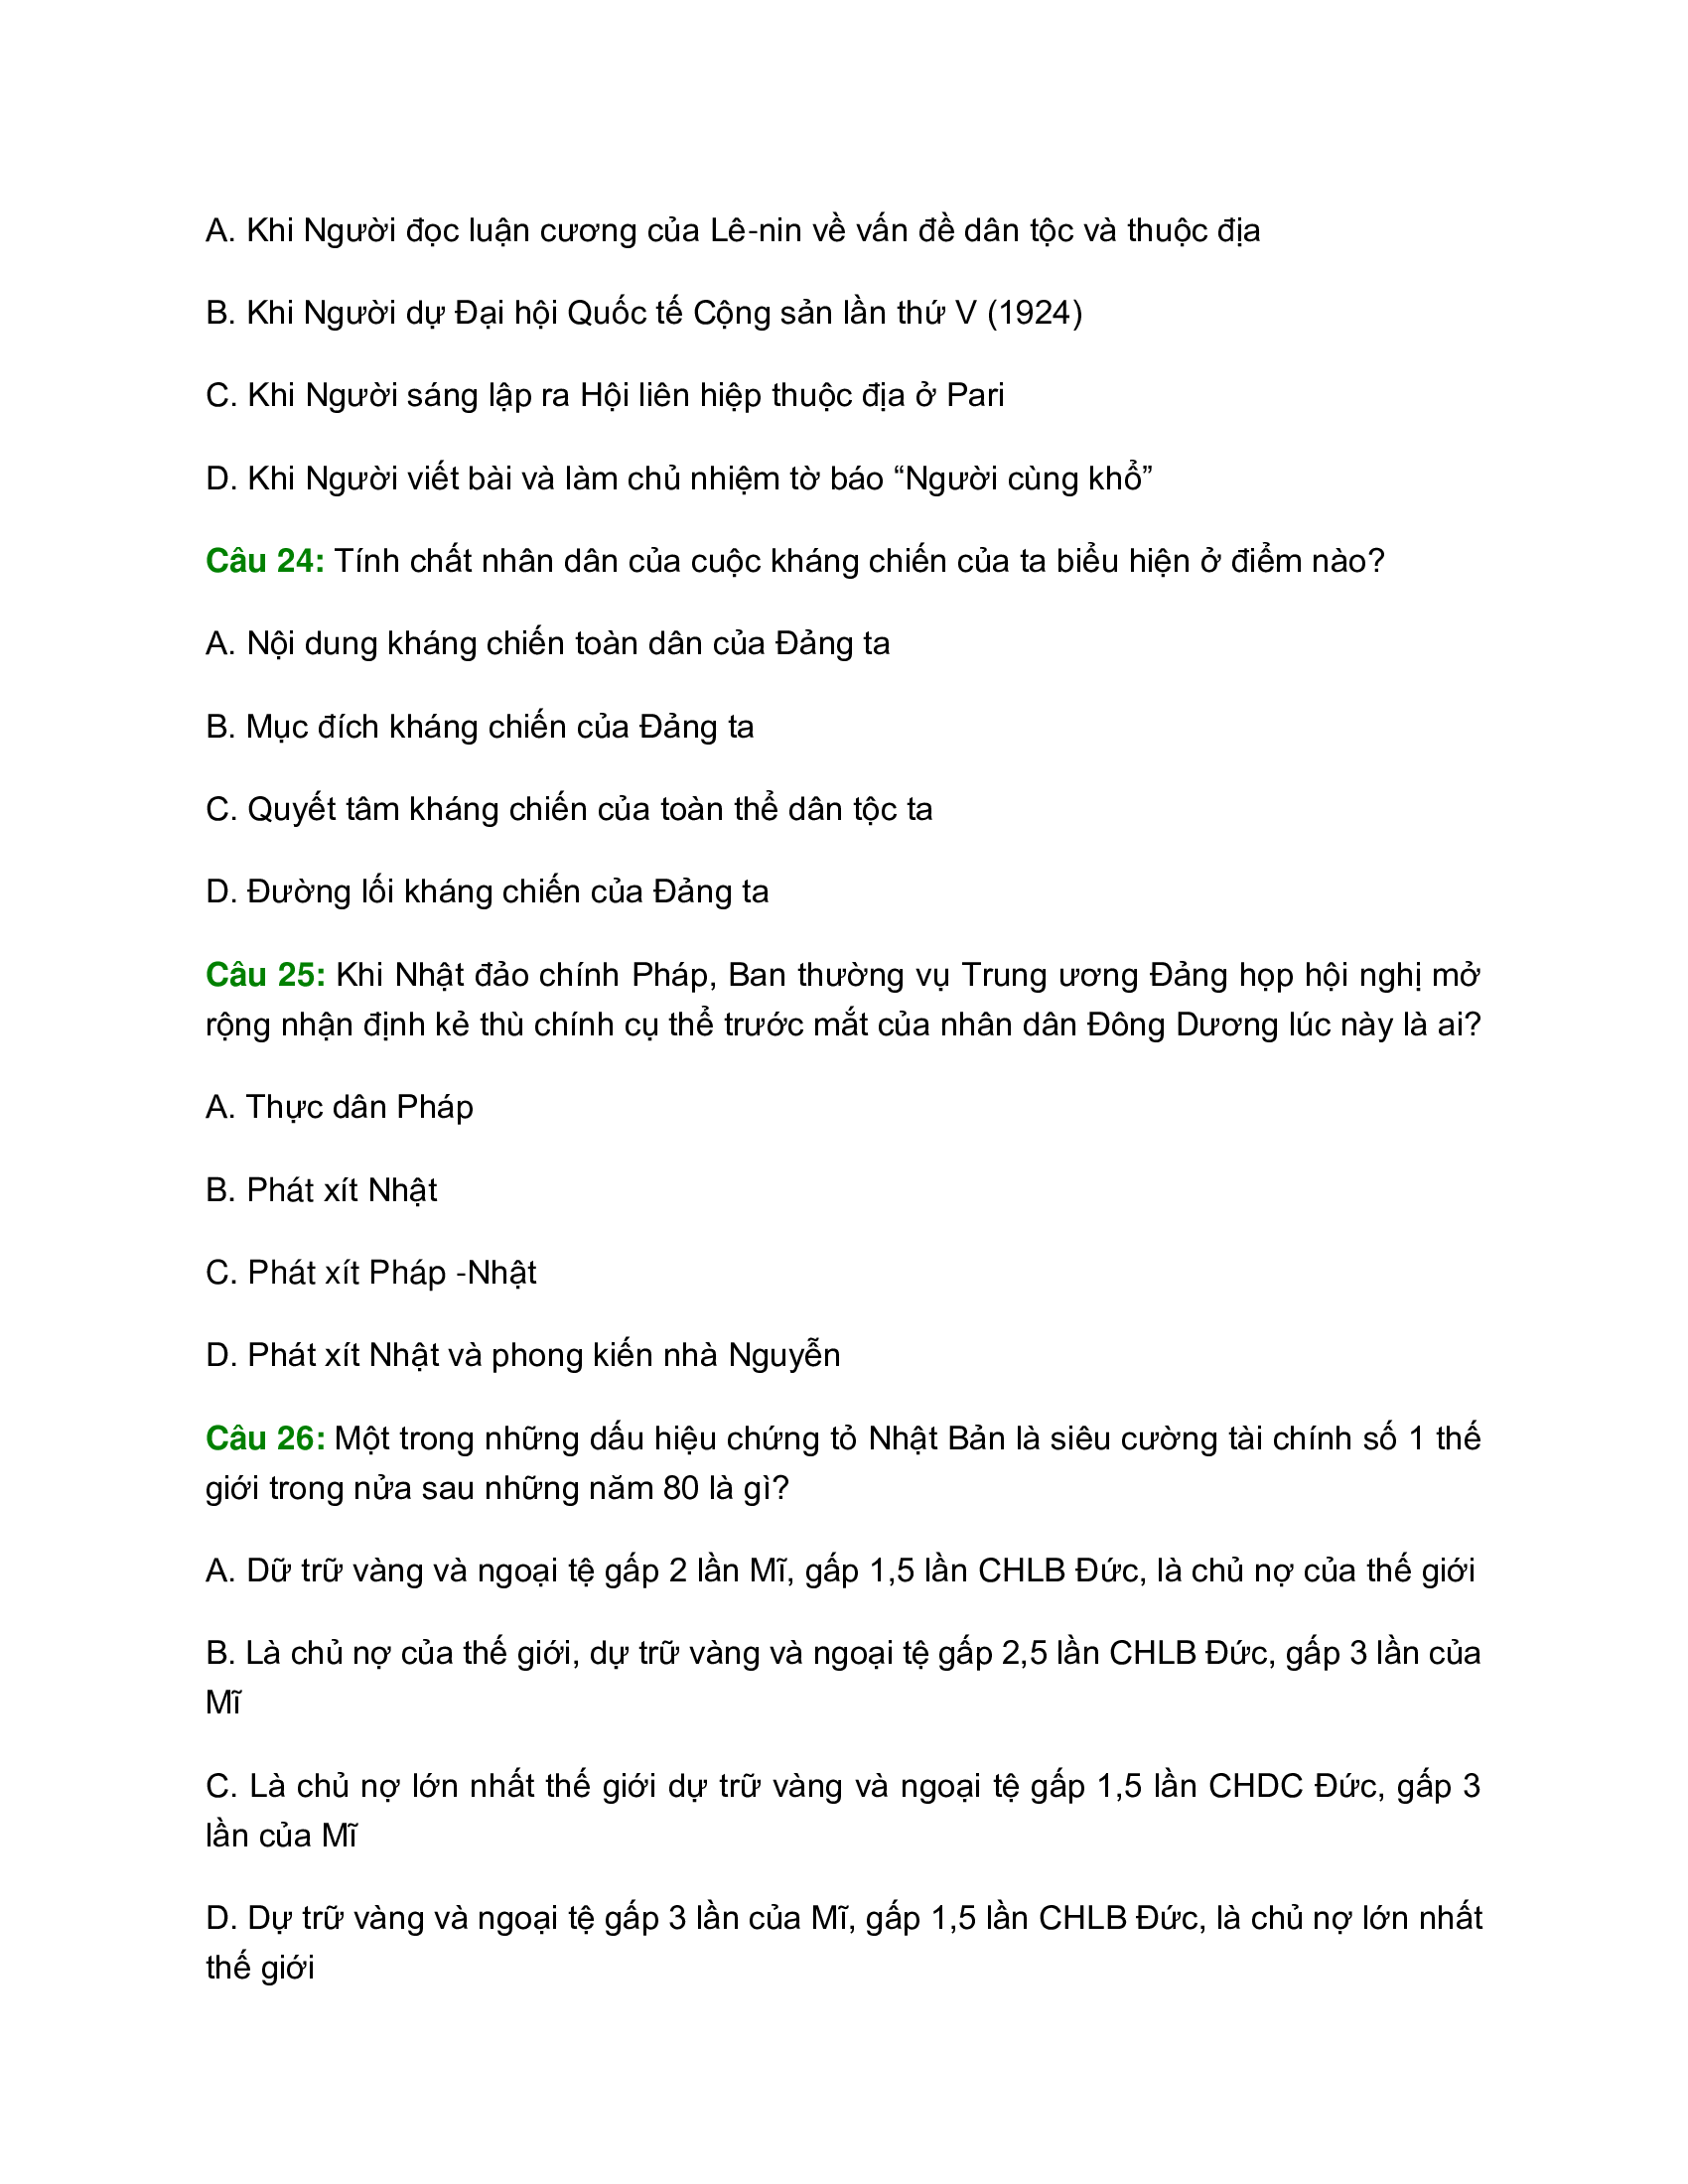 A. Khi Người đọc luận cương của Lê-nin về vấn đề dân tộc và thuộc địa
B. Khi Người dự Đại hội Quốc tế Cộng sản lần thứ V (1924)
C. Khi Người sáng lập ra Hội liên hiệp thuộc địa ở Pari
D. Khi Người viết bài và làm chủ nhiệm tờ báo “Người cùng khổ”
Câu 24: Tính chất nhân dân của cuộc kháng chiến của ta biểu hiện ở điểm nào?
A. Nội dung kháng chiến toàn dân của Đảng ta
B. Mục đích kháng chiến của Đảng ta
C. Quyết tâm kháng chiến của toàn thể dân tộc ta
D. Đường lối kháng chiến của Đảng ta
Câu 25: Khi Nhật đảo chính Pháp, Ban thường vụ Trung ương Đảng họp hội nghị mở
rộng nhận định kẻ thù chính cụ thể trước mắt của nhân dân Đông Dương lúc này là ai?
A. Thực dân Pháp
B. Phát xít Nhật
C. Phát xít Pháp -Nhật
D. Phát xít Nhật và phong kiến nhà Nguyễn
Câu 26: Một trong những dấu hiệu chứng tỏ Nhật Bản là siêu cường tài chính số 1 thế
giới trong nửa sau những năm 80 là gì?
A. Dữ trữ vàng và ngoại tệ gấp 2 lần Mĩ, gấp 1,5 lần CHLB Đức, là chủ nợ của thế giới
B. Là chủ nợ của thế giới, dự trữ vàng và ngoại tệ gấp 2,5 lần CHLB Đức, gấp 3 lần của
Mĩ
C. Là chủ nợ lớn nhất thế giới dự trữ vàng và ngoại tệ gấp 1,5 lần CHDC Đức, gấp 3
lần của Mĩ
D. Dự trữ vàng và ngoại tệ gấp 3 lần của Mĩ, gấp 1,5 lần CHLB Đức, là chủ nợ lớn nhất
thế giới